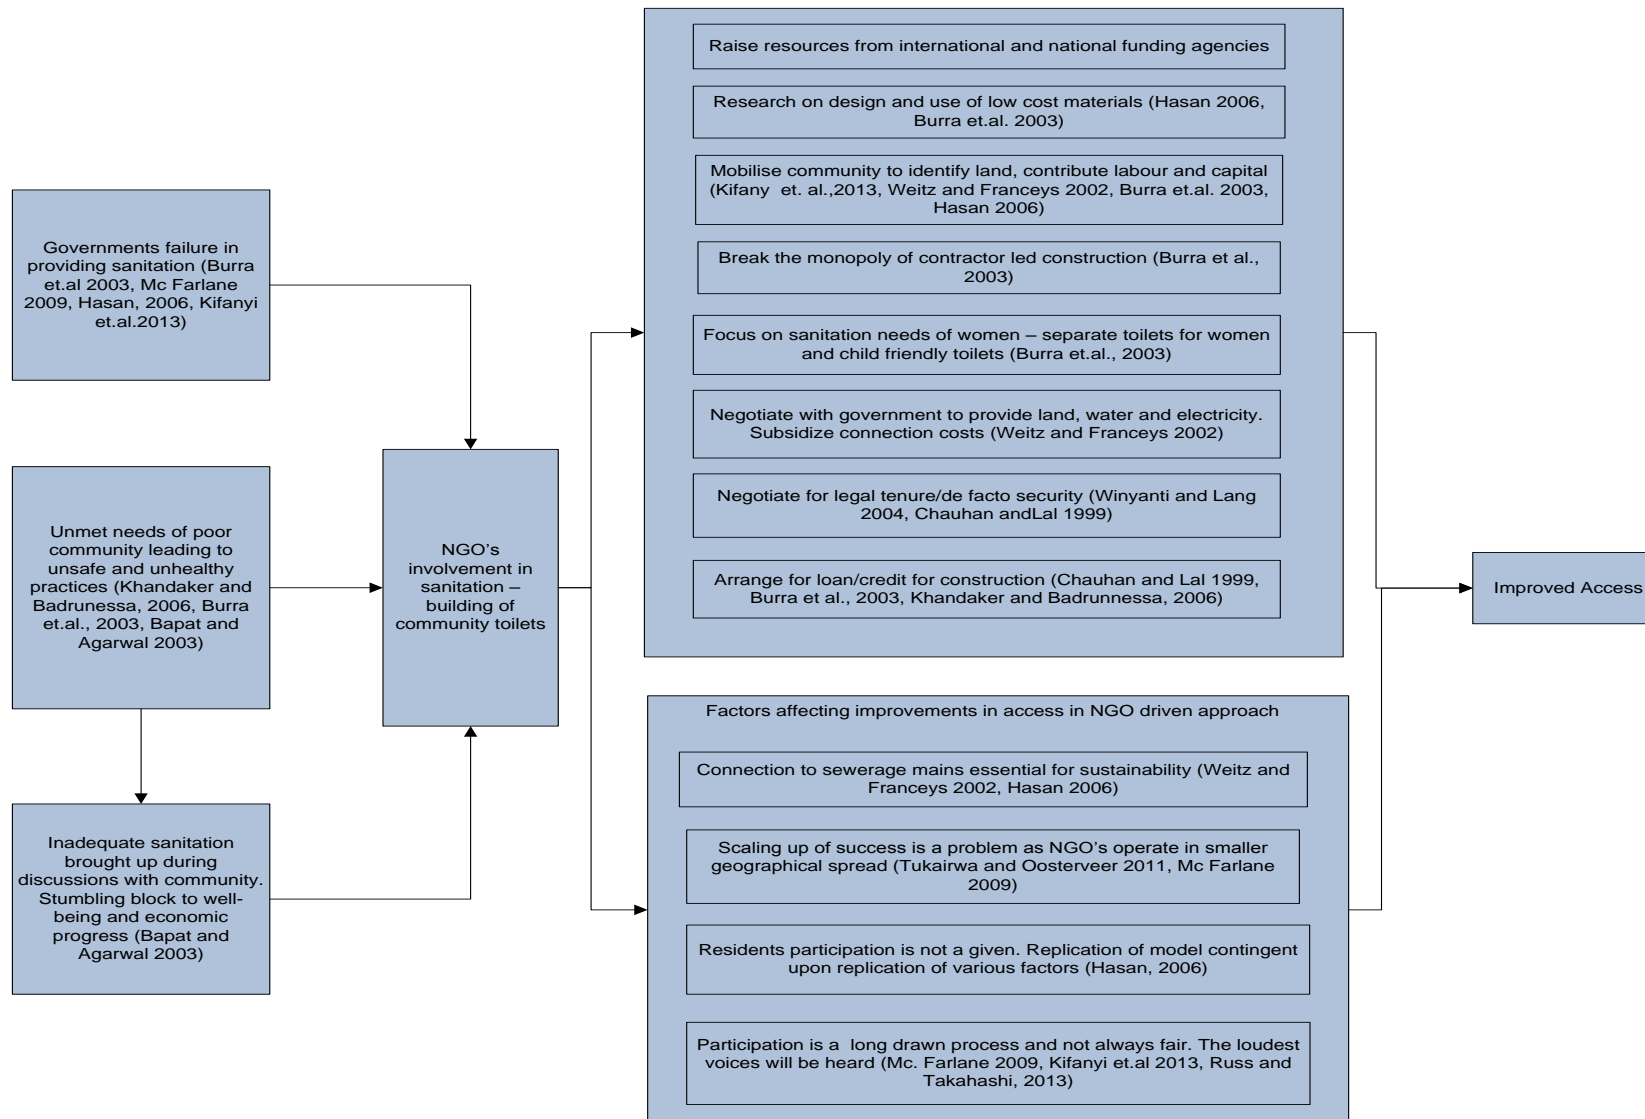 Governments failure in
providing sanitation (Burra
et.al 2003, Mc Farlane
2009, Hasan, 2006, Kifanyi
et.al.2013)
Unmet needs of poor
community leading to
unsafe and unhealthy
practices (Khandaker and
Badrunessa, 2006, Burra
et.al., 2003, Bapat and
Agarwal 2003)
Inadequate sanitation
brought up during
discussions with community.
Stumbling block to well-
being and economic
progress (Bapat and
Agarwal 2003)
NGO’s
involvement in
sanitation –
building of
community toilets
Raise resources from international and national funding agencies
Research on design and use of low cost materials (Hasan 2006,
Burra et.al. 2003)
Mobilise community to identify land, contribute labour and capital
(Kifany et. al.,2013, Weitz and Franceys 2002, Burra et.al. 2003,
Hasan 2006)
Break the monopoly of contractor led construction (Burra et al.,
2003)
Focus on sanitation needs of women – separate toilets for women
and child friendly toilets (Burra et.al., 2003)
Negotiate with government to provide land, water and electricity.
Subsidize connection costs (Weitz and Franceys 2002)
Negotiate for legal tenure/de facto security (Winyanti and Lang
2004, Chauhan andLal 1999)
Arrange for loan/credit for construction (Chauhan and Lal 1999,
Burra et al., 2003, Khandaker and Badrunnessa, 2006)
Factors affecting improvements in access in NGO driven approach
Connection to sewerage mains essential for sustainability (Weitz and
Franceys 2002, Hasan 2006)
Scaling up of success is a problem as NGO’s operate in smaller
geographical spread (Tukairwa and Oosterveer 2011, Mc Farlane
2009)
Residents participation is not a given. Replication of model contingent
upon replication of various factors (Hasan, 2006)
Participation is a long drawn process and not always fair. The loudest
voices will be heard (Mc. Farlane 2009, Kifanyi et.al 2013, Russ and
Takahashi, 2013)
Improved Access